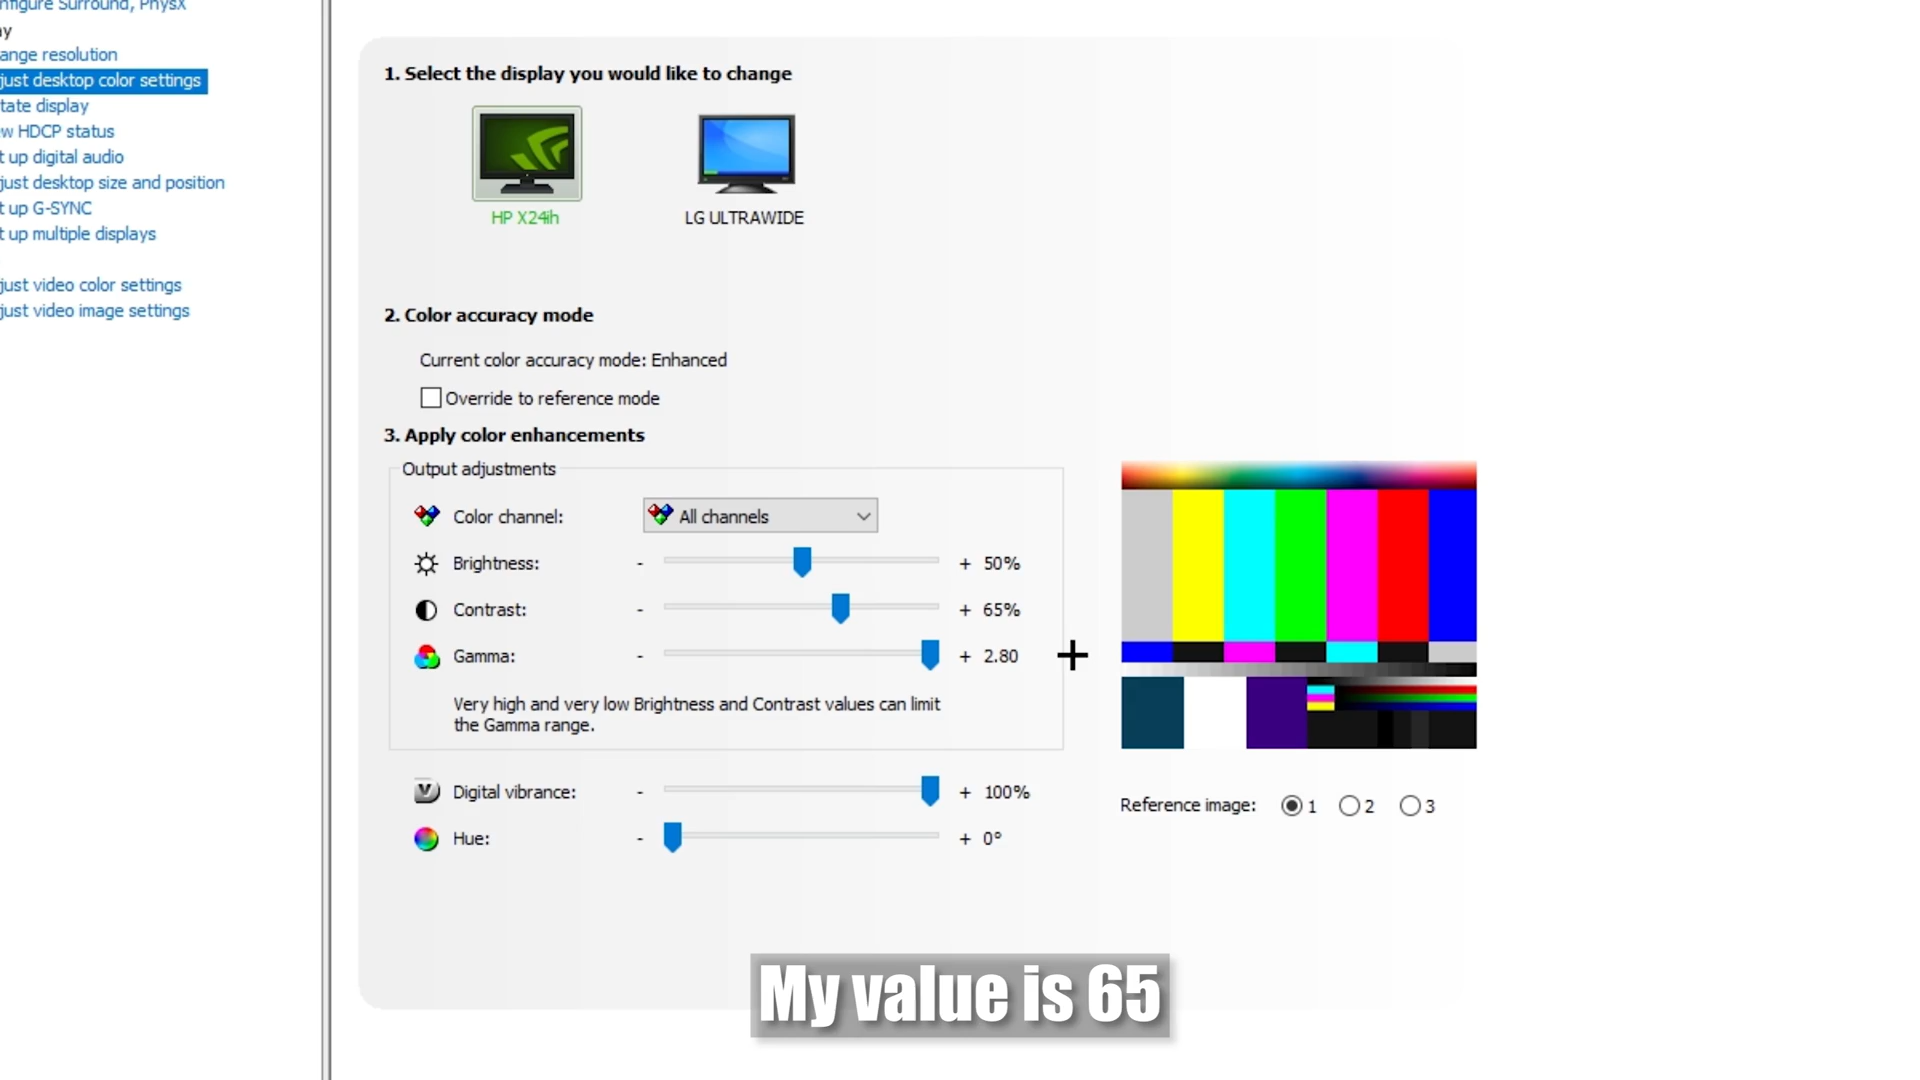 nfigure Surround, PhysX
ay
ange resolution
just desktop color settings
tate display
ew HDCP status
t up digital audio
just desktop size and position
t up G-SYNC
t up multiple displays
just video color settings
just video image settings
1. Select the display you would like to change
HP X24ih
LG ULTRAWIDE
2. Color accuracy mode
Current color accuracy mode: Enhanced
Override to reference mode
3. Apply color enhancements
Output adjustments
Color channel: All channels
Brightness: - + 50%
Contrast: - + 65%
Gamma: - + 2.80
Very high and very low Brightness and Contrast values can limit
the Gamma range.
Digital vibrance: - + 100%
Hue: - + 0°
Reference image: 1 2 3
My value is 65